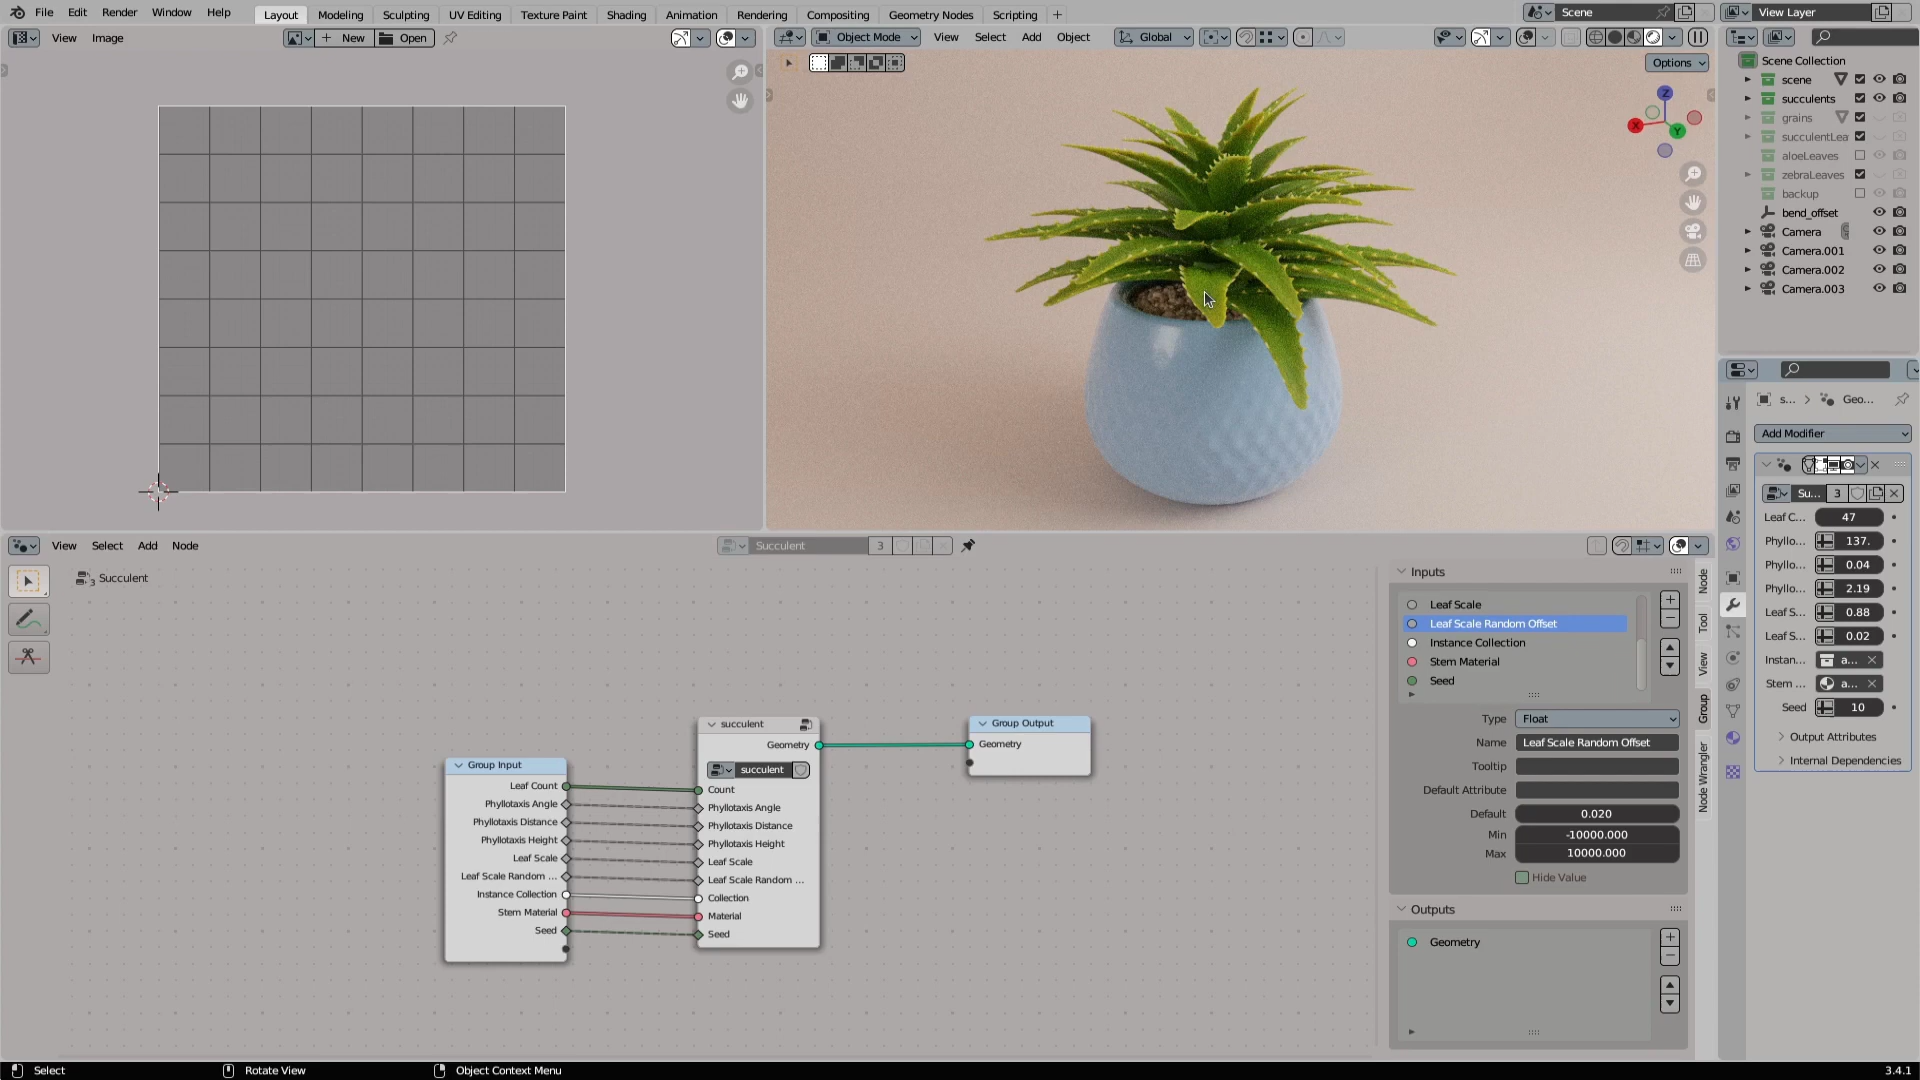 File Edit Render Window Help Layout Modeling Sculpting UV Editing Texture Paint Shading Animation Rendering Compositing Geometry Nodes Scripting + Scene View Layer
View Image New Open
Object Mode View Select Add Object Global
Options
Scene Collection
scene
succulents
grains
succulentLea
aloeLeaves
zebraLeaves
backup
bend_offset
Camera
Camera.001
Camera.002
Camera.003
Z
X
Y
s... > Geo...
Add Modifier
Su... 3
Leaf C... 47
Phyllo... 137.
Phyllo... 0.04
Phyllo... 2.19
Leaf S... 0.88
Leaf S... 0.02
Instan... a...
Stem ... a...
Seed 10
Output Attributes
Internal Dependencies
View Select Add Node Succulent 3
3 Succulent
Group Input
Leaf Count
Phyllotaxis Angle
Phyllotaxis Distance
Phyllotaxis Height
Leaf Scale
Leaf Scale Random ...
Instance Collection
Stem Material
Seed
succulent
Geometry
succulent
Count
Phyllotaxis Angle
Phyllotaxis Distance
Phyllotaxis Height
Leaf Scale
Leaf Scale Random ...
Collection
Material
Seed
Group Output
Geometry
Inputs
Leaf Scale
Leaf Scale Random Offset
Instance Collection
Stem Material
Seed
Type Float
Name Leaf Scale Random Offset
Tooltip
Default Attribute
Default 0.020
Min -10000.000
Max 10000.000
Hide Value
Outputs
Geometry
Node
Tool
View
Group
Node Wrangler
Select Rotate View Object Context Menu 3.4.1